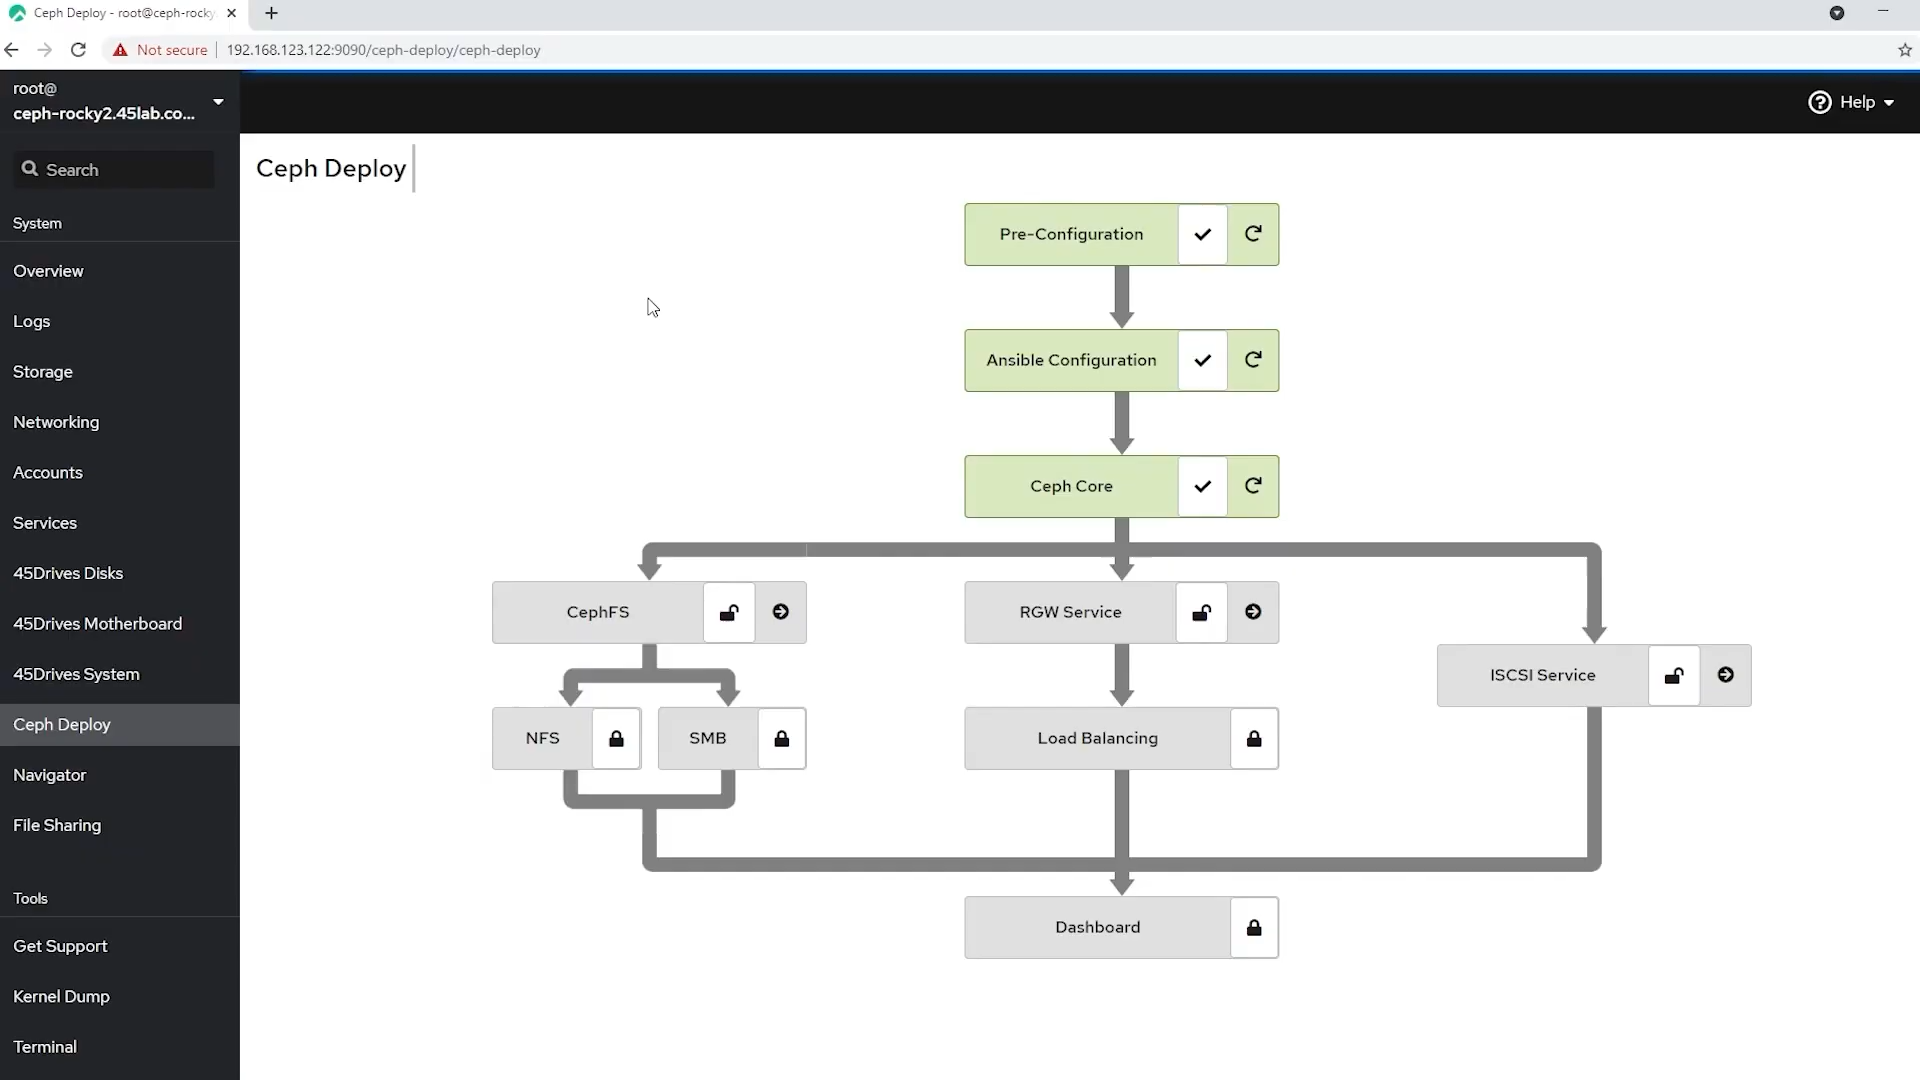 Ceph Deploy - root@ceph-rocky
Not secure
192.168.123.122:9090/ceph-deploy/ceph-deploy
root@
ceph-rocky2.45lab.co...
Help
Search
System
Overview
Logs
Storage
Networking
Accounts
Services
45Drives Disks
45Drives Motherboard
45Drives System
Ceph Deploy
Navigator
File Sharing
Tools
Get Support
Kernel Dump
Terminal
Ceph Deploy
Pre-Configuration
Ansible Configuration
Ceph Core
CephFS
RGW Service
ISCSI Service
NFS
SMB
Load Balancing
Dashboard